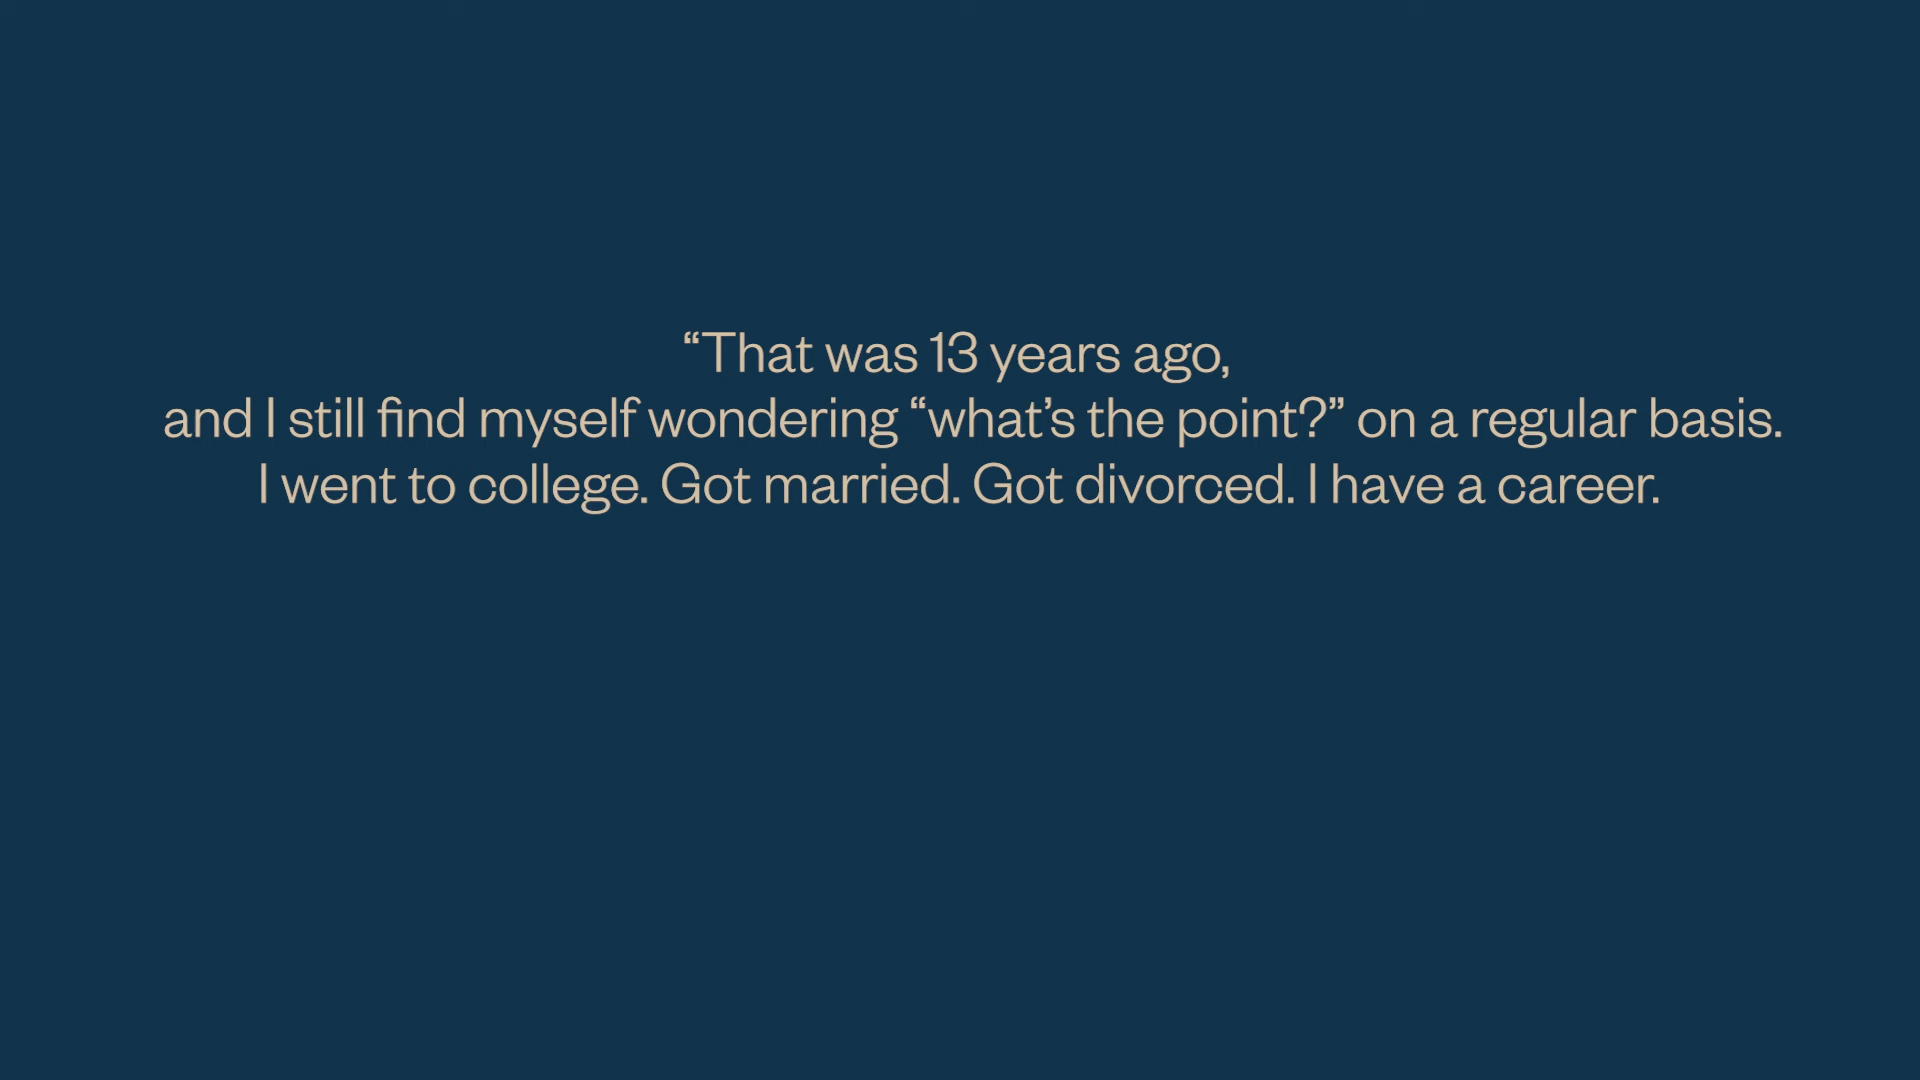 “That was 13 years ago,
and I still find myself wondering “what’s the point?” on a regular basis.
I went to college. Got married. Got divorced. I have a career.